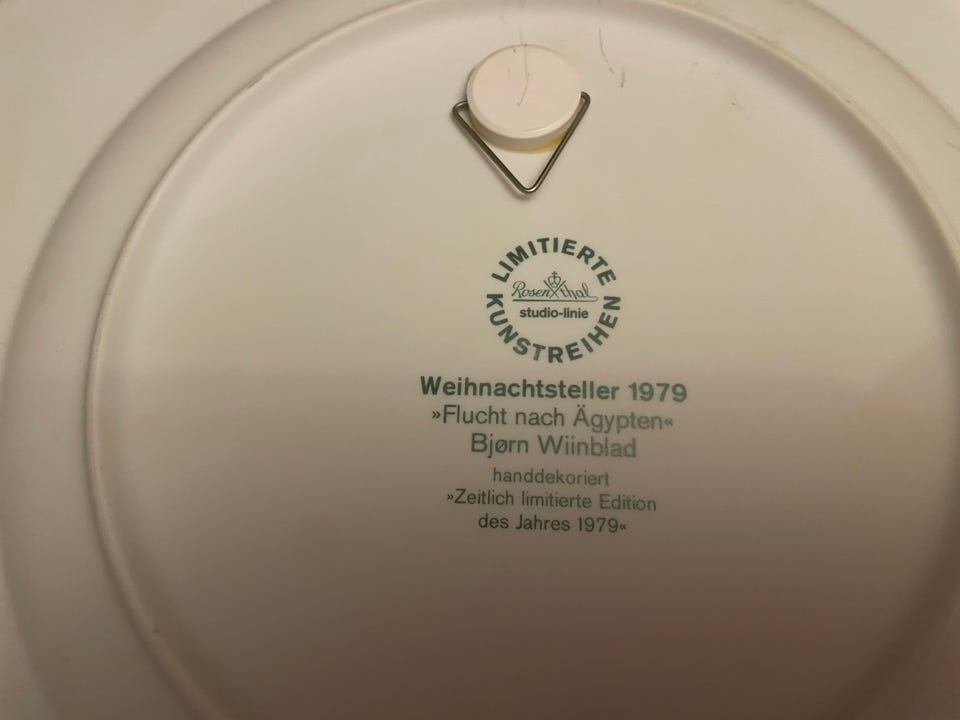 LIMITIERTE
Rosenthal
studio-linie
KUNSTREIHEN
Weihnachtsteller 1979
»Flucht nach Ägypten«
Bjørn Wiinblad
handdekoriert
»Zeitlich limitierte Edition
des Jahres 1979«